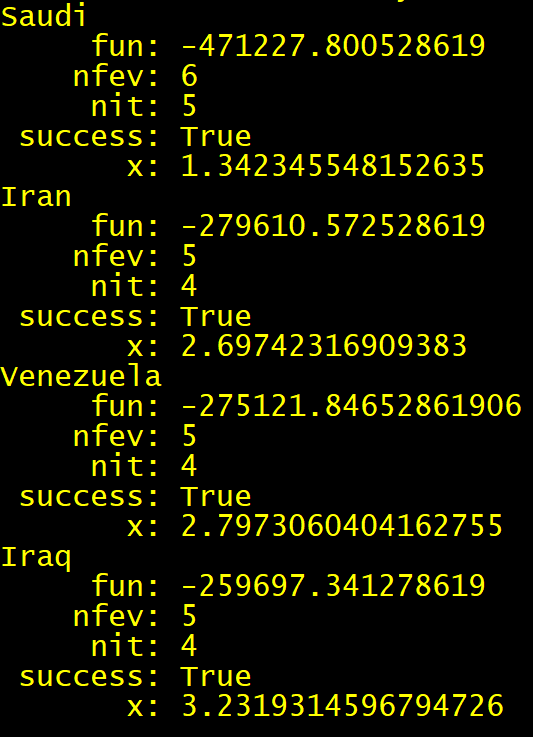 Saudi
fun: -471227.800528619
nfev: 6
nit: 5
success: True
x: 1.342345548152635
Iran
fun: -279610.572528619
nfev: 5
nit: 4
success: True
x: 2.69742316909383
Venezuela
fun: -275121.84652861906
nfev: 5
nit: 4
success: True
x: 2.7973060404162755
Iraq
fun: -259697.341278619
nfev: 5
nit: 4
success: True
x: 3.2319314596794726